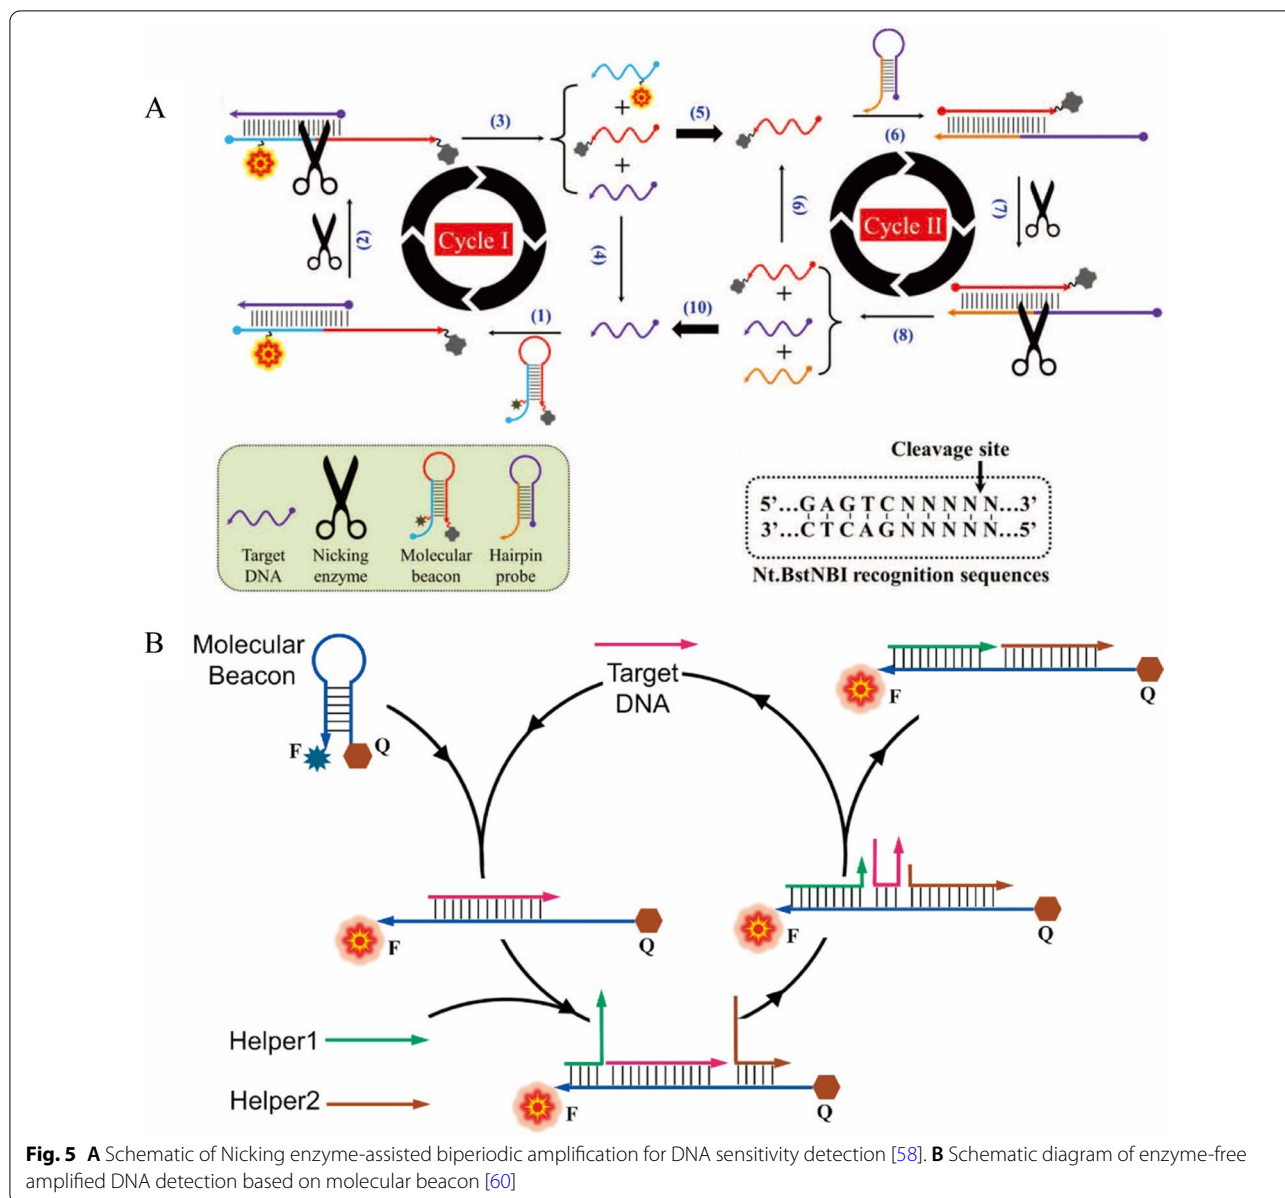 A
(3)
(5)
(6)
(2)
Cycle I
(4)
(9)
Cycle II
(7)
(1)
(10)
(8)
+
+
+
+
Target
DNA
Nicking
enzyme
Molecular
beacon
Hairpin
probe
Cleavage site
5’...G A G T C N N N N N...3’
3’...C T C A G N N N N N...5’
Nt.BstNBI recognition sequences
B
Molecular
Beacon
F
Q
Target
DNA
F
Q
F
Q
F
Q
Helper1
Helper2
F
Q
Fig. 5 A Schematic of Nicking enzyme-assisted biperiodic amplification for DNA sensitivity detection [58]. B Schematic diagram of enzyme-free
amplified DNA detection based on molecular beacon [60]